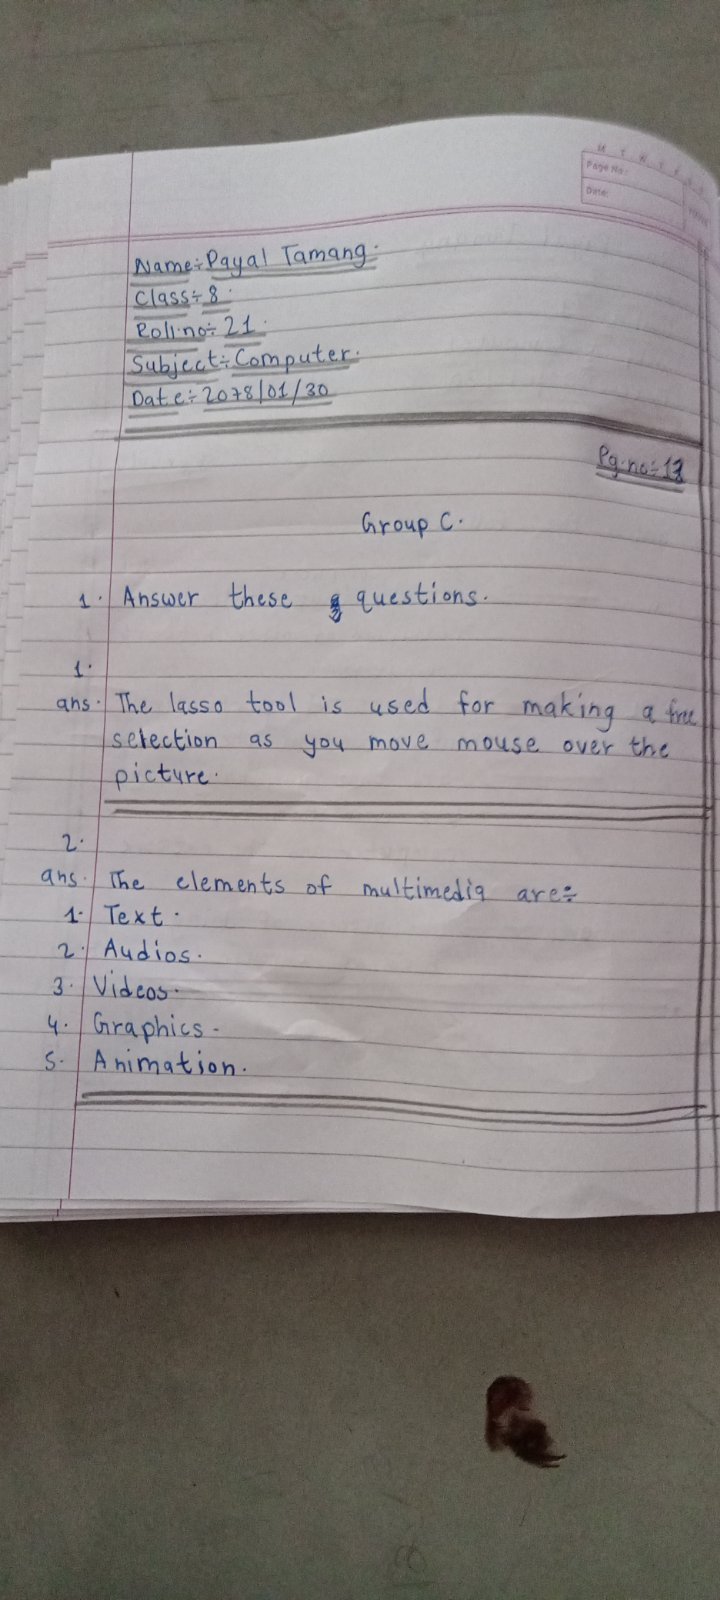 M T W T F S S
Page No.:
Date:
Name:- Payal Tamang.
Class:- 8.
Roll.no:- 21.
Subject:- Computer.
Date:- 2078/01/30
Pg.no:-
Group C.
1. Answer these questions.
1.
ans. The lasso tool is used for making a free
selection as you move mouse over the
picture.
2.
ans. The elements of multimedia are:-
1. Text.
2. Audios.
3. Videos.
4. Graphics.
5. Animation.